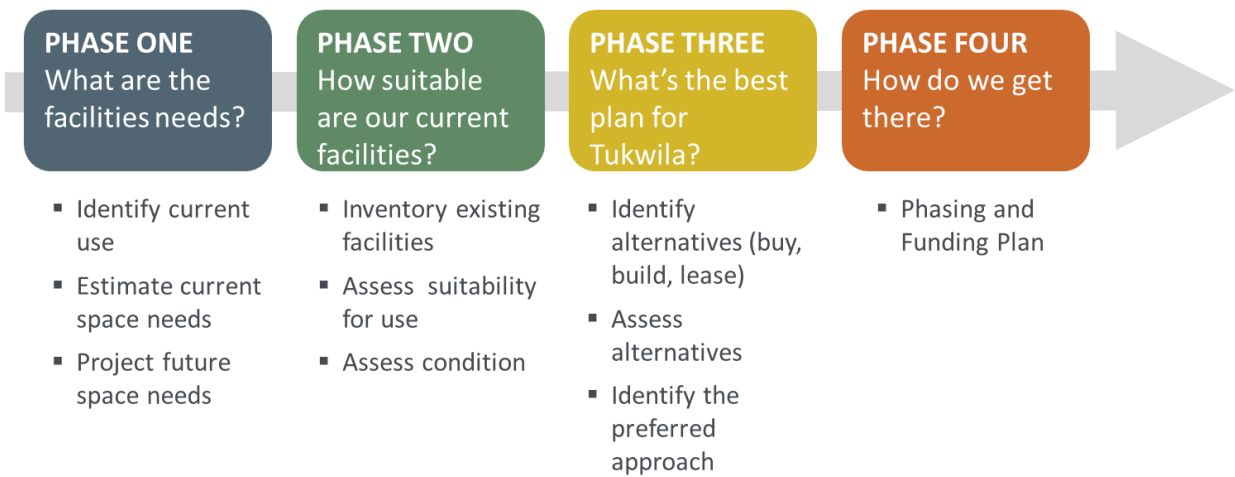 PHASE ONE
What are the
facilities needs?
▪ Identify current
use
▪ Estimate current
space needs
▪ Project future
space needs
PHASE TWO
How suitable
are our current
facilities?
▪ Inventory existing
facilities
▪ Assess suitability
for use
▪ Assess condition
PHASE THREE
What's the best
plan for
Tukwila?
▪ Identify
alternatives (buy,
build, lease)
▪ Assess
alternatives
▪ Identify the
preferred
approach
PHASE FOUR
How do we get
there?
▪ Phasing and
Funding Plan